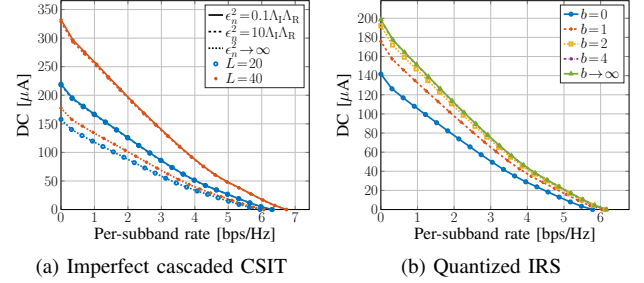 350
300
250
200
150
100
50
0
DC [μA]
0 1 2 3 4 5 6 7
Per-subband rate [bps/Hz]
ϵ_n^2 = 0.1Λ_IΛ_R
ϵ_n^2 = 10Λ_IΛ_R
ϵ_n^2 → ∞
L = 20
L = 40
(a) Imperfect cascaded CSIT
200
180
160
140
120
100
80
60
40
20
0
DC [μA]
0 1 2 3 4 5 6
Per-subband rate [bps/Hz]
b = 0
b = 1
b = 2
b = 4
b → ∞
(b) Quantized IRS